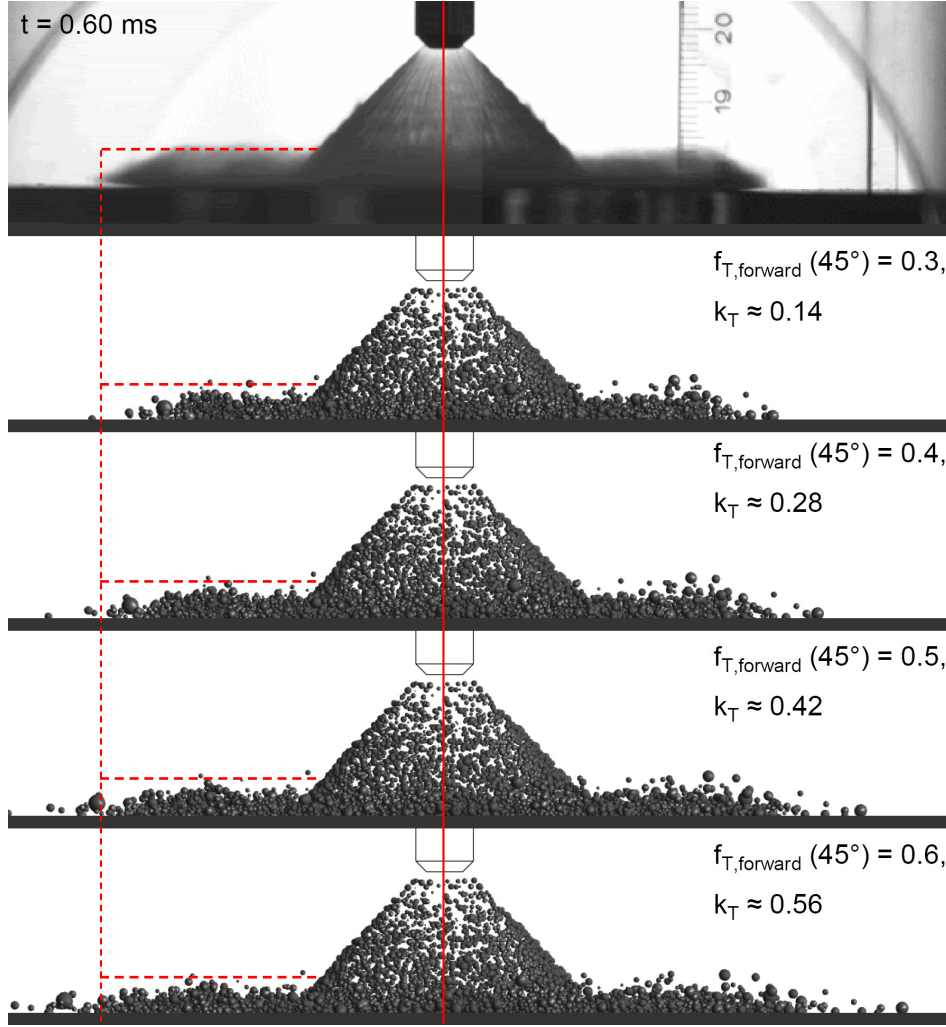 t = 0.60 ms
20
19
f_T,forward (45°) = 0.3,
k_T ≈ 0.14
f_T,forward (45°) = 0.4,
k_T ≈ 0.28
f_T,forward (45°) = 0.5,
k_T ≈ 0.42
f_T,forward (45°) = 0.6,
k_T ≈ 0.56